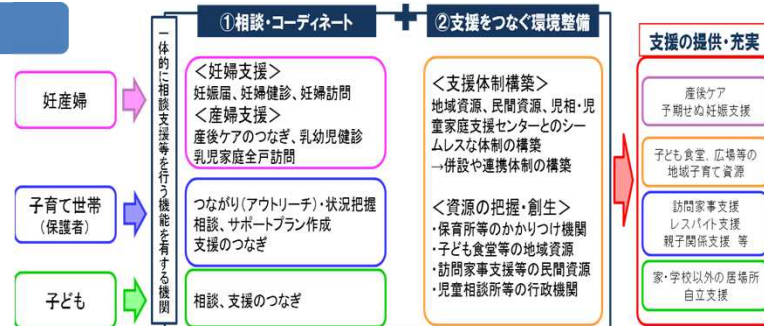 ①相談・コーディネート
②支援をつなぐ環境整備
支援の提供・充実
妊産婦
子育て世帯
(保護者)
子ども
一体的に相談支援等を行う機能を有する機関
＜妊婦支援＞
妊娠届、妊婦健診、妊婦訪問
＜産婦支援＞
産後ケアのつなぎ、乳幼児健診
乳児家庭全戸訪問
つながり(アウトリーチ)・状況把握
相談、サポートプラン作成
支援のつなぎ
相談、支援のつなぎ
＜支援体制構築＞
地域資源、民間資源、児相・児
童家庭支援センターとのシーム
レスな体制の構築
→併設や連携体制の構築
＜資源の把握・創生＞
・保育所等のかかりつけ機関
・子ども食堂等の地域資源
・訪問家事支援等の民間資源
・児童相談所等の行政機関
産後ケア
予期せぬ妊娠支援
子ども食堂、広場等の
地域子育て資源
訪問家事支援
レスパイト支援
親子関係支援 等
家・学校以外の居場所
自立支援